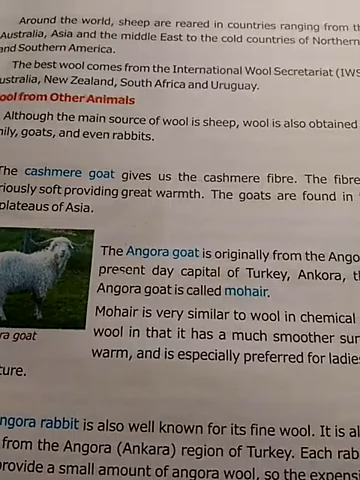 Around the world, sheep are reared in countries ranging from
Australia, Asia and the middle East to the cold countries of Northern
and Southern America.
The best wool comes from the International Wool Secretariat (IWS
ustralia, New Zealand, South Africa and Uruguay.
ool from Other Animals
Although the main source of wool is sheep, wool is also obtained
mily, goats, and even rabbits.
The cashmere goat gives us the cashmere fibre. The fibre
riously soft providing great warmth. The goats are found in
plateaus of Asia.
The Angora goat is originally from the Ango
present day capital of Turkey, Ankora, th
Angora goat is called mohair.
ra goat
Mohair is very similar to wool in chemical
wool in that it has a much smoother sur
warm, and is especially preferred for ladie
ture.
ngora rabbit is also well known for its fine wool. It is al
from the Angora (Ankara) region of Turkey. Each rab
provide a small amount of angora wool, so the expensi